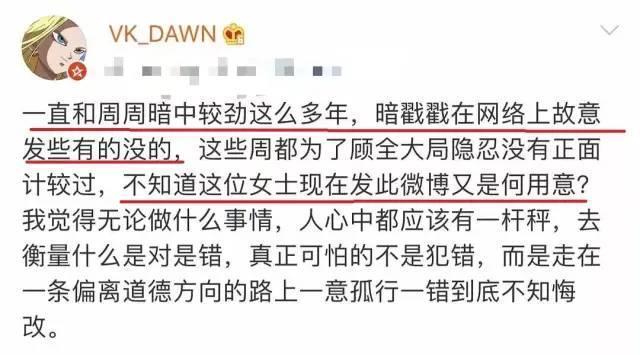 VK_DAWN
一直和周周暗中较劲这么多年，暗戳戳在网络上故意
发些有的没的，这些周都为了顾全大局隐忍没有正面
计较过，不知道这位女士现在发此微博又是何用意？
我觉得无论做什么事情，人心中都应该有一杆秤，去
衡量什么是对是错，真正可怕的不是犯错，而是走在
一条偏离道德方向的路上一意孤行一错到底不知悔
改。